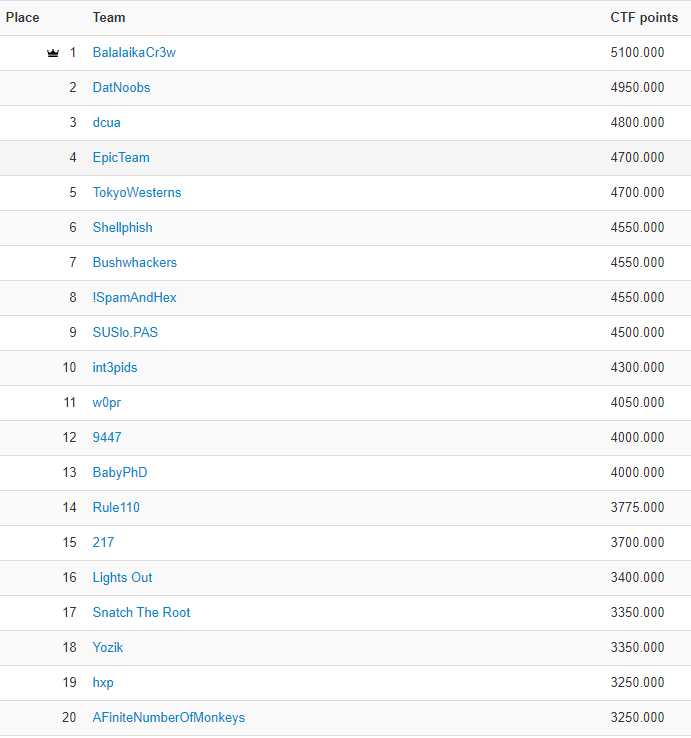 Place Team CTF points
1 BalalaikaCr3w 5100.000
2 DatNoobs 4950.000
3 dcua 4800.000
4 EpicTeam 4700.000
5 TokyoWesterns 4700.000
6 Shellphish 4550.000
7 Bushwhackers 4550.000
8 !SpamAndHex 4550.000
9 SUSlo.PAS 4500.000
10 int3pids 4300.000
11 w0pr 4050.000
12 9447 4000.000
13 BabyPhD 4000.000
14 Rule110 3775.000
15 217 3700.000
16 Lights Out 3400.000
17 Snatch The Root 3350.000
18 Yozik 3350.000
19 hxp 3250.000
20 AFiniteNumberOfMonkeys 3250.000